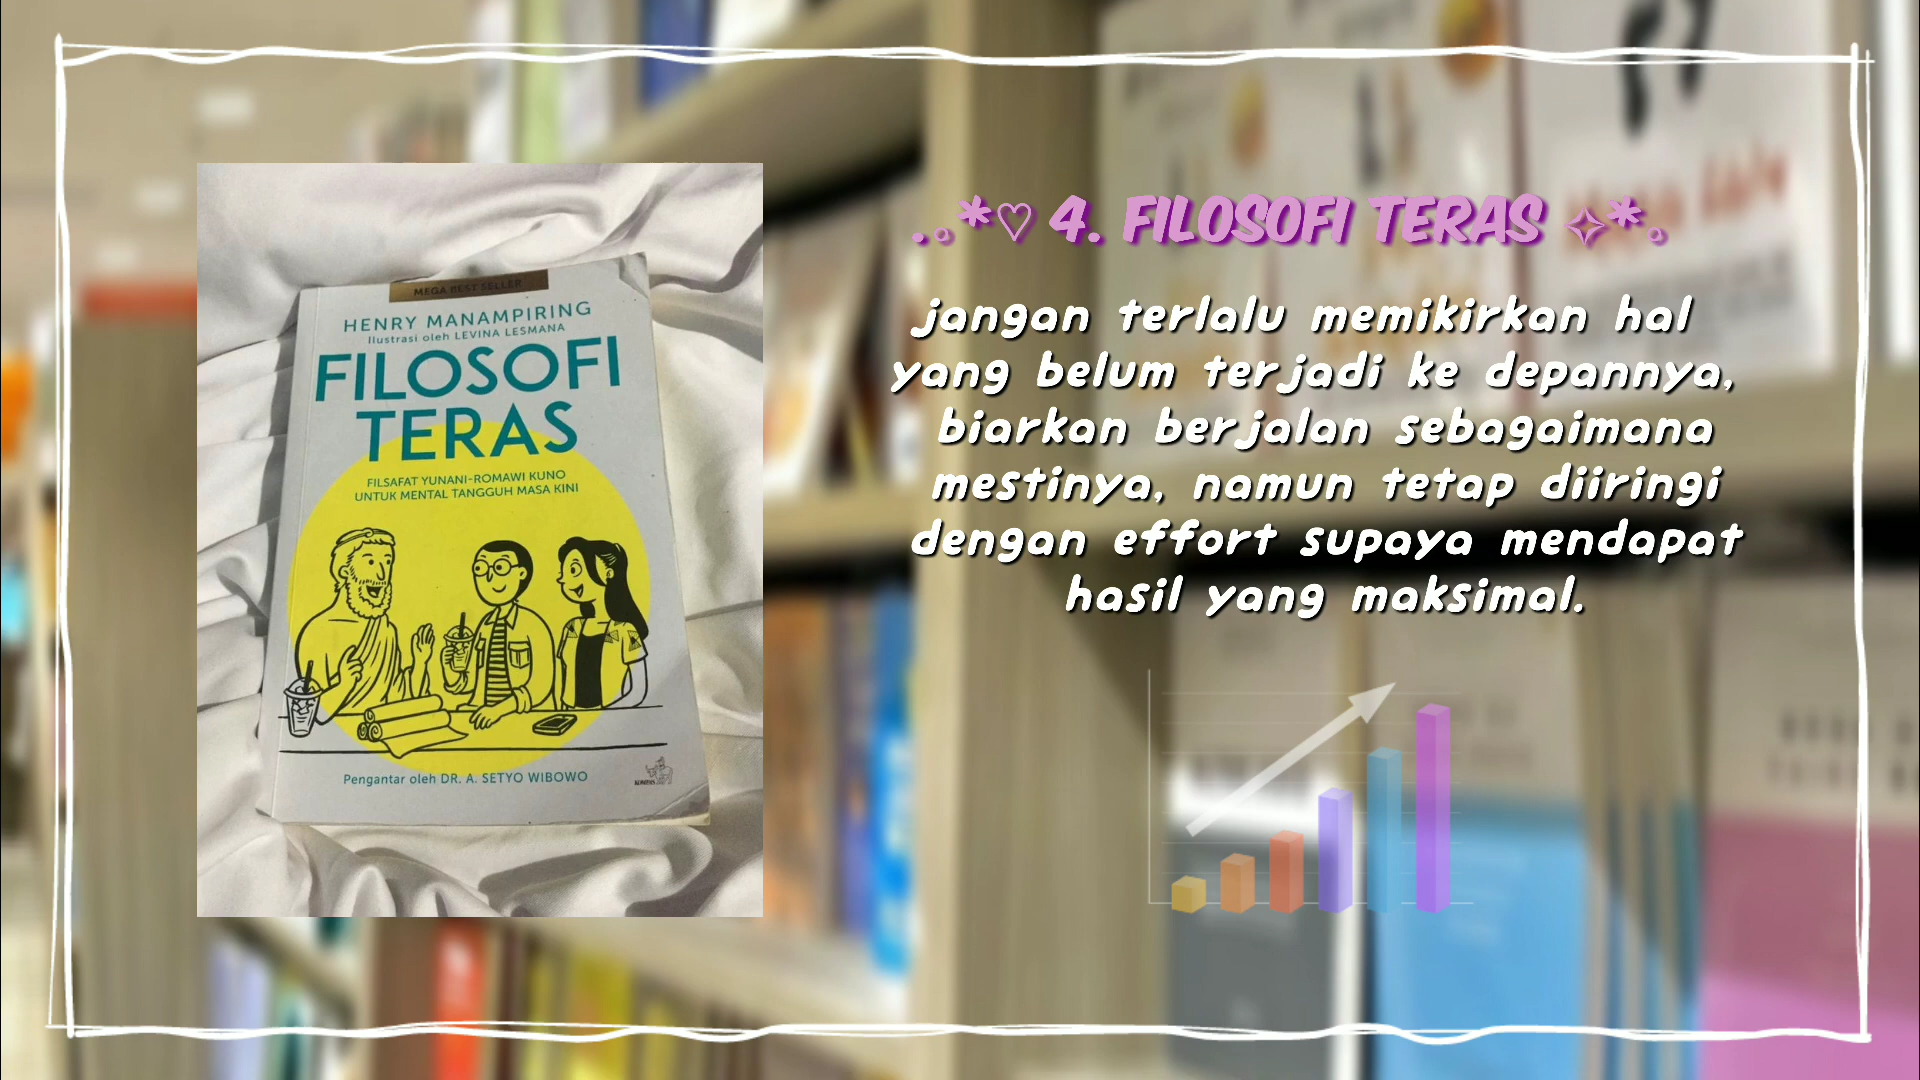 MEGA BEST SELLER
HENRY MANAMPIRING
Ilustrasi oleh LEVINA LESMANA
FILOSOFI
TERAS
FILSAFAT YUNANI-ROMAWI KUNO
UNTUK MENTAL TANGGUH MASA KINI
Pengantar oleh DR. A. SETYO WIBOWO
KOMPAS
..*♡ 4. FILOSOFI TERAS ✧*.
jangan terlalu memikirkan hal
yang belum terjadi ke depannya,
biarkan berjalan sebagaimana
mestinya, namun tetap diiringi
dengan effort supaya mendapat
hasil yang maksimal.